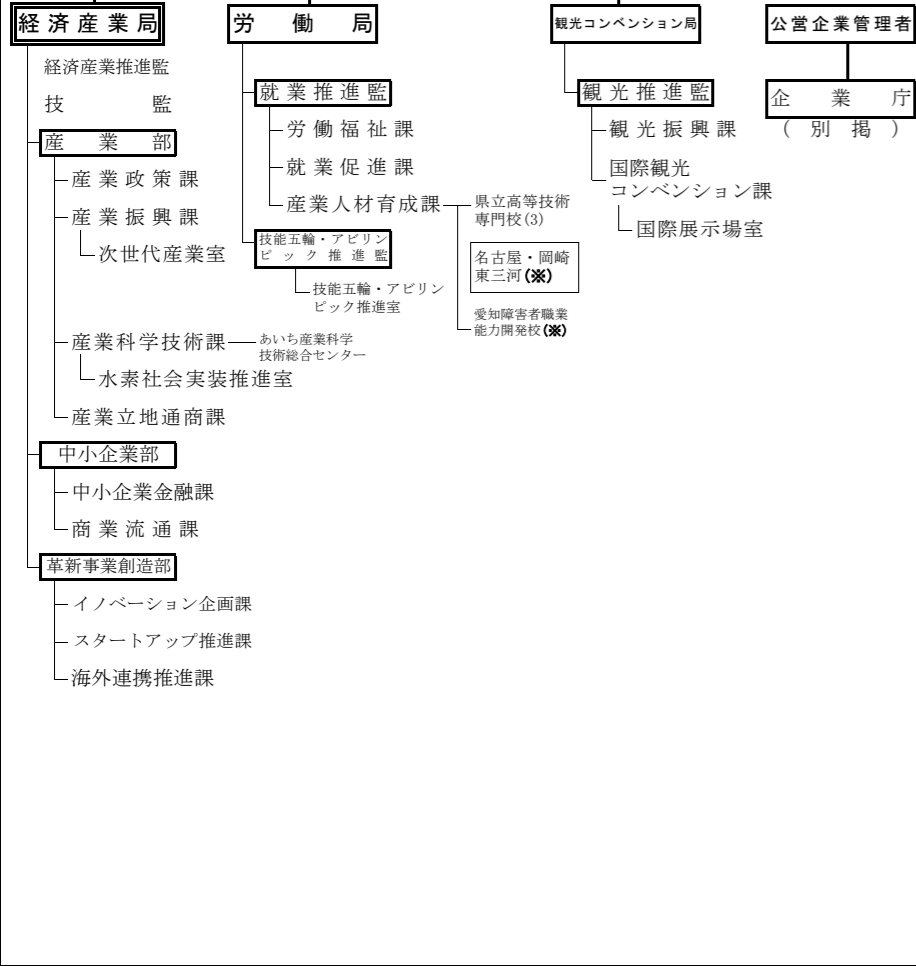 経済産業局
経済産業推進監
技監
産業部
産業政策課
産業振興課
次世代産業室
産業科学技術課
あいち産業科学
技術総合センター
水素社会実装推進室
産業立地通商課
中小企業部
中小企業金融課
商業流通課
革新事業創造部
イノベーション企画課
スタートアップ推進課
海外連携推進課
労働局
就業推進監
労働福祉課
就業促進課
産業人材育成課
県立高等技術
専門校(3)
名古屋・岡崎
東三河(※)
愛知障害者職業
能力開発校(※)
技能五輪・アビリン
ピック推進監
技能五輪・アビリン
ピック推進室
観光コンベンション局
観光推進監
観光振興課
国際観光
コンベンション課
国際展示場室
公営企業管理者
企業庁
(別掲)